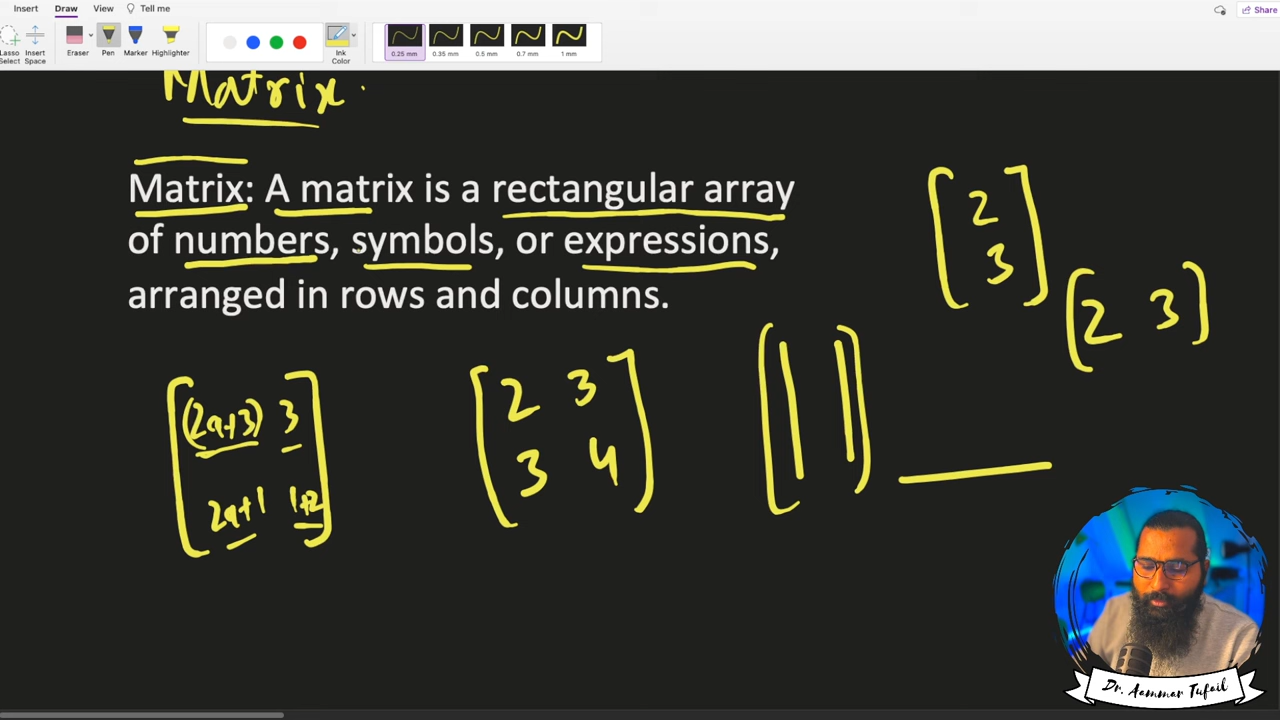 Insert Draw View Tell me
Share
Lasso Select
Insert Space
Eraser
Pen
Marker
Highlighter
Ink Color
0.25 mm
0.35 mm
0.5 mm
0.7 mm
1 mm
Matrix.
Matrix: A matrix is a rectangular array
of numbers, symbols, or expressions,
arranged in rows and columns.
2
3
2 3
(2a+3) 3
2a+1 1+2
2 3
3 4
Dr. Aammar Tufail